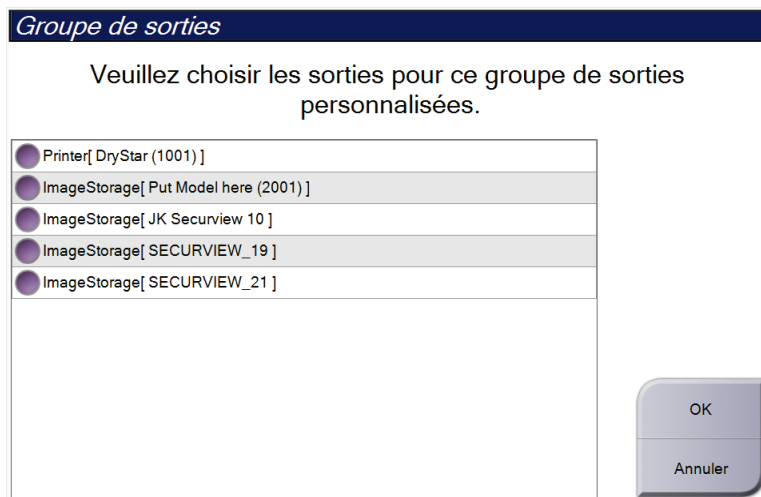 Groupe de sorties
Veuillez choisir les sorties pour ce groupe de sorties
personnalisées.
Printer[ DryStar (1001) ]
ImageStorage[ Put Model here (2001) ]
ImageStorage[ JK Securview 10 ]
ImageStorage[ SECURVIEW_19 ]
ImageStorage[ SECURVIEW_21 ]
OK
Annuler